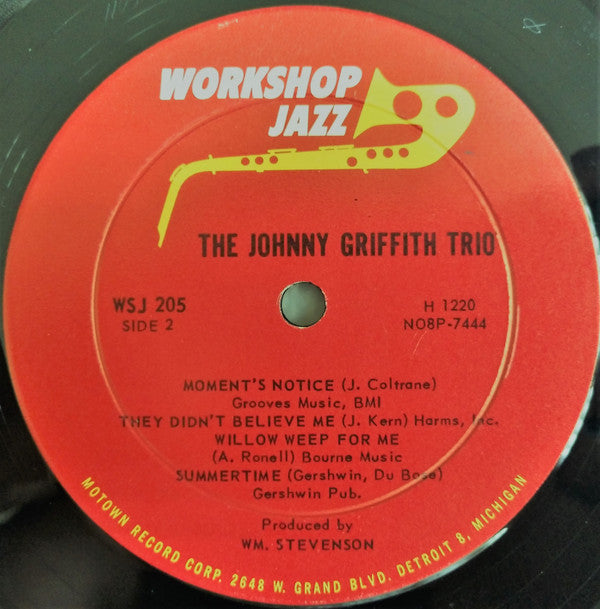 WORKSHOP
JAZZ
THE JOHNNY GRIFFITH TRIO
WSJ 205
SIDE 2
H 1220
NO8P-7444
MOMENT'S NOTICE (J. Coltrane)
Grooves Music, BMI
THEY DIDN'T BELIEVE ME (J. Kern) Harms, Inc.
WILLOW WEEP FOR ME
(A. Ronell) Bourne Music
SUMMERTIME (Gershwin, Du Bose)
Gershwin Pub.
Produced by
WM. STEVENSON
MOTOWN RECORD CORP. 2648 W. GRAND BLVD. DETROIT 8, MICHIGAN